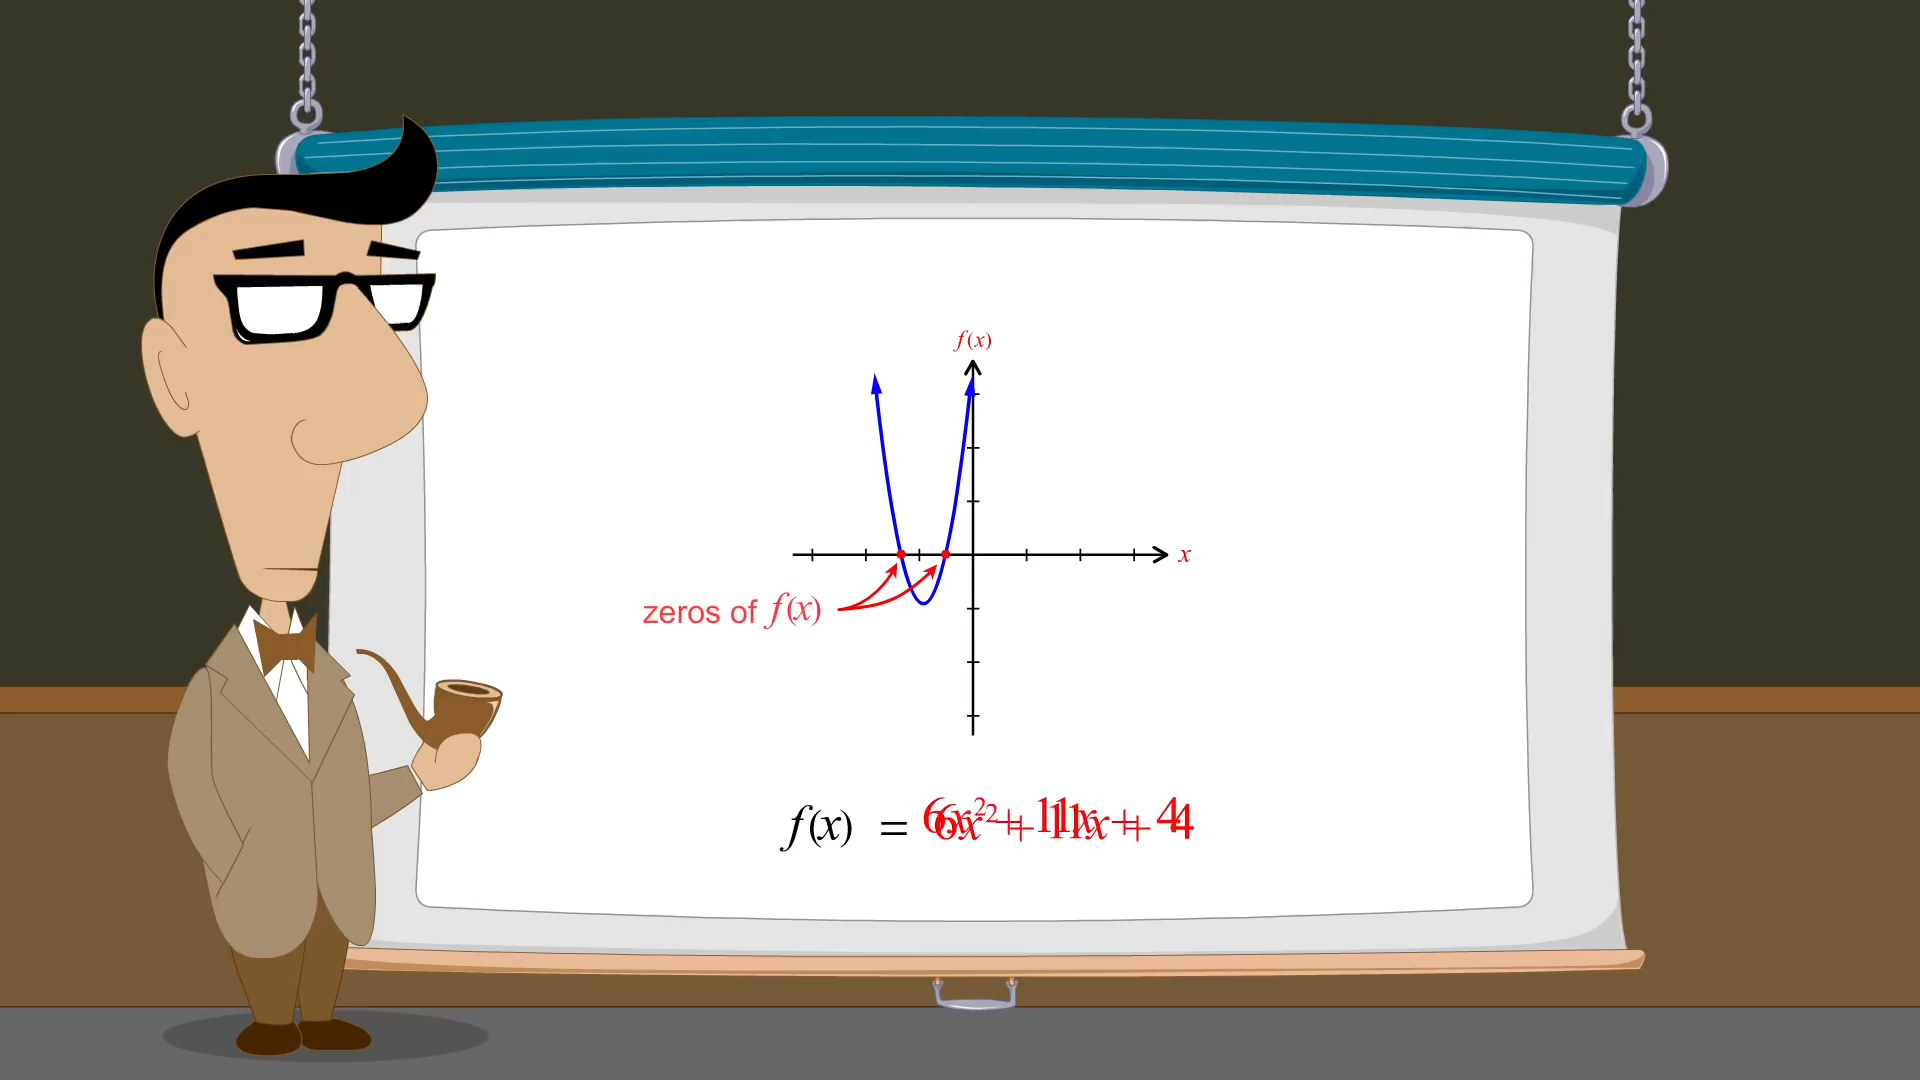 f(x)
x
zeros of f(x)
f(x) = 6x² + 11x + 4